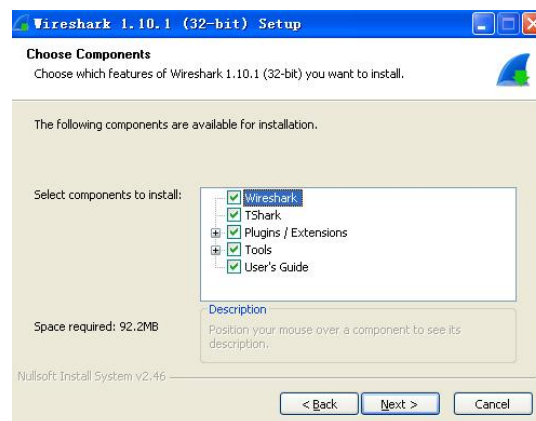 Wireshark 1.10.1 (32-bit) Setup
Choose Components
Choose which features of Wireshark 1.10.1 (32-bit) you want to install.
The following components are available for installation.
Select components to install:
Wireshark
TShark
Plugins / Extensions
Tools
User's Guide
Space required: 92.2MB
Description
Position your mouse over a component to see its
description.
Nullsoft Install System v2.46
< Back
Next >
Cancel